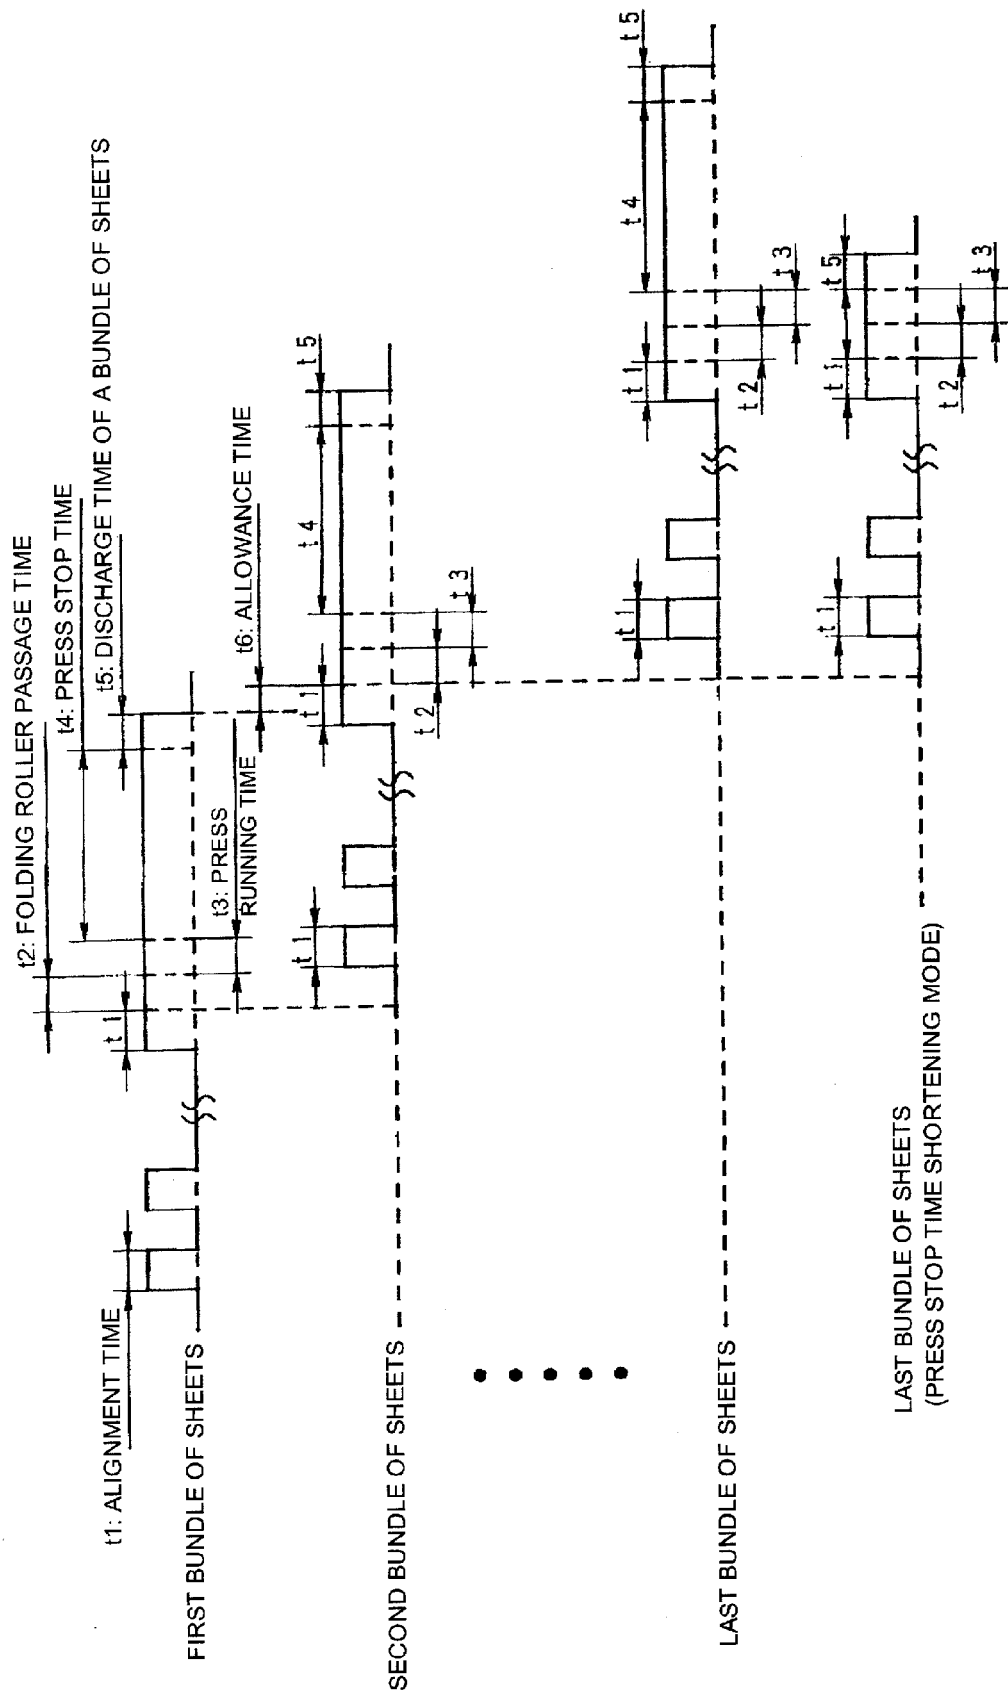 t2: FOLDING ROLLER PASSAGE TIME
t4: PRESS STOP TIME
t5: DISCHARGE TIME OF A BUNDLE OF SHEETS
t1: ALIGNMENT TIME
t1
FIRST BUNDLE OF SHEETS
t3: PRESS
RUNNING TIME
t6: ALLOWANCE TIME
t1
t1
t4
t5
SECOND BUNDLE OF SHEETS
t2
t3
t1
t1
t4
t5
LAST BUNDLE OF SHEETS
t2
t3
t1
t1
t5
LAST BUNDLE OF SHEETS
(PRESS STOP TIME SHORTENING MODE)
t2
t3